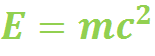 E = mc²